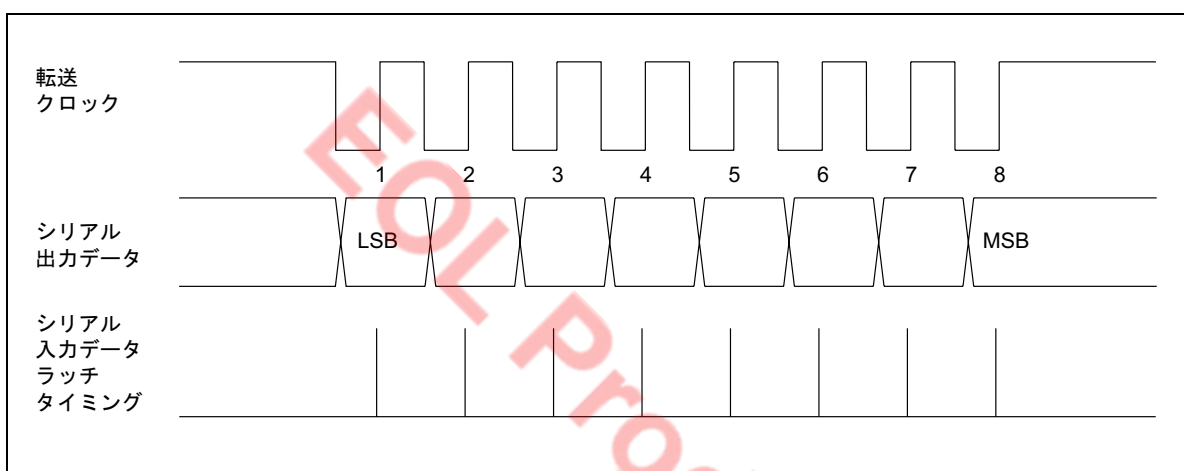 転送
クロック
1 2 3 4 5 6 7 8
シリアル
出力データ
LSB
MSB
シリアル
入力データ
ラッチ
タイミング
EOL